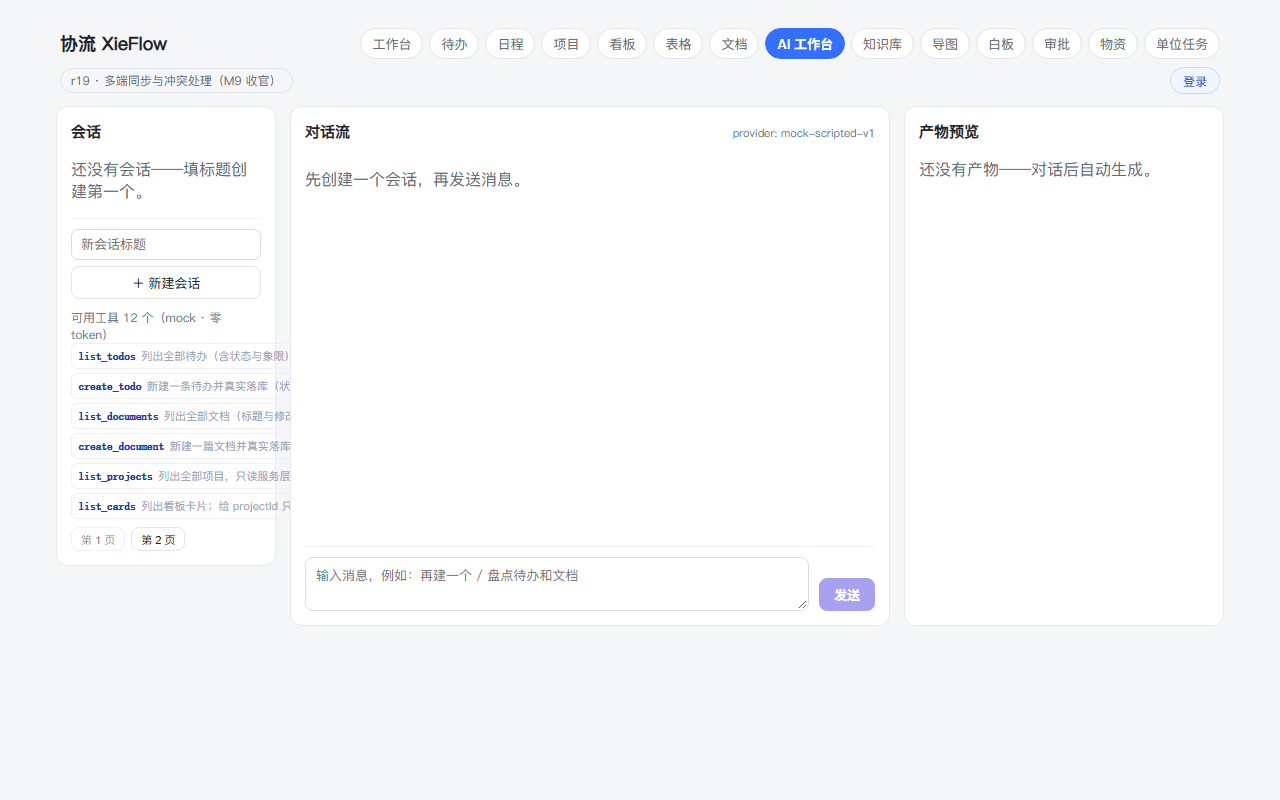 协流 XieFlow
工作台
待办
日程
项目
看板
表格
文档
AI 工作台
知识库
导图
白板
审批
物资
单位任务
r19 · 多端同步与冲突处理（M9 收官）
登录
会话
还没有会话——填标题创
建第一个。
新会话标题
＋ 新建会话
可用工具 12 个（mock · 零
token）
list_todos 列出全部待办（含状态与象限）
create_todo 新建一条待办并真实落库（状
list_documents 列出全部文档（标题与修改
create_document 新建一篇文档并真实落库
list_projects 列出全部项目，只读服务层
list_cards 列出看板卡片；给 projectId 只
第 1 页
第 2 页
对话流
provider: mock-scripted-v1
先创建一个会话，再发送消息。
输入消息，例如：再建一个 / 盘点待办和文档
发送
产物预览
还没有产物——对话后自动生成。